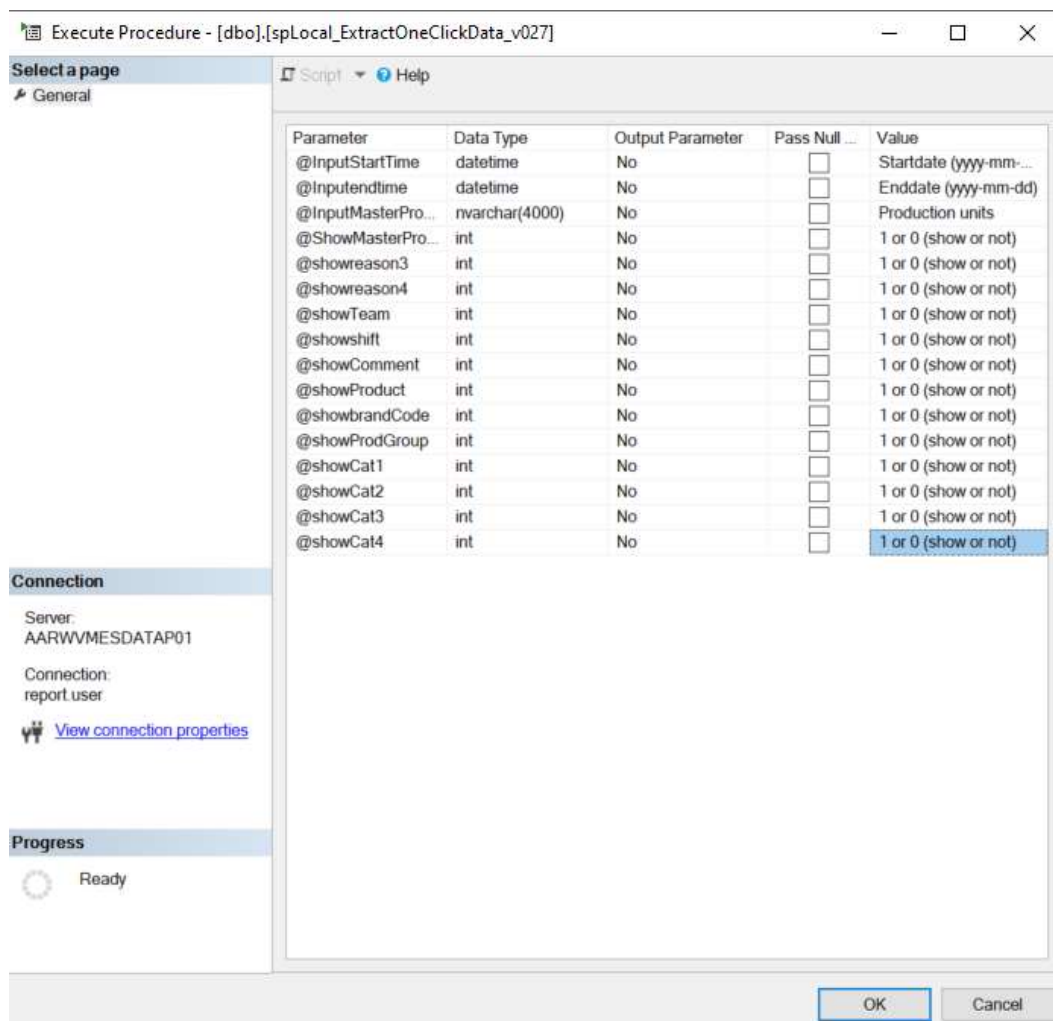 Execute Procedure - [dbo].[spLocal_ExtractOneClickData_v027]
Select a page
General
Script Help
Parameter Data Type Output Parameter Pass Null ... Value
@InputStartTime datetime No Startdate (yyyy-mm-...
@Inputendtime datetime No Enddate (yyyy-mm-dd)
@InputMasterPro... nvarchar(4000) No Production units
@ShowMasterPro... int No 1 or 0 (show or not)
@showreason3 int No 1 or 0 (show or not)
@showreason4 int No 1 or 0 (show or not)
@showTeam int No 1 or 0 (show or not)
@showshift int No 1 or 0 (show or not)
@showComment int No 1 or 0 (show or not)
@showProduct int No 1 or 0 (show or not)
@showbrandCode int No 1 or 0 (show or not)
@showProdGroup int No 1 or 0 (show or not)
@showCat1 int No 1 or 0 (show or not)
@showCat2 int No 1 or 0 (show or not)
@showCat3 int No 1 or 0 (show or not)
@showCat4 int No 1 or 0 (show or not)
Connection
Server:
AARWVMESDATAP01
Connection:
report.user
View connection properties
Progress
Ready
OK Cancel